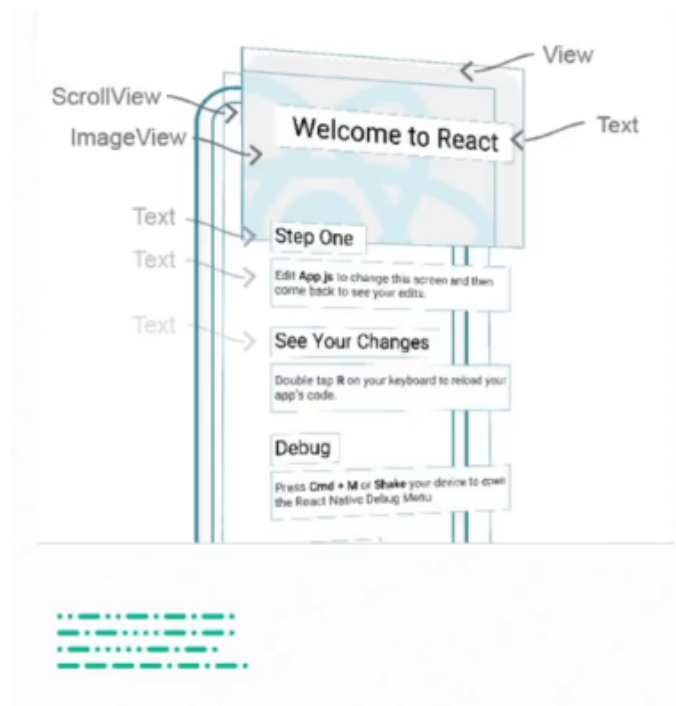 View
ScrollView
Text
ImageView
Welcome to React
Text
Step One
Text
Edit App.js to change this screen and then
come back to see your edits.
Text
See Your Changes
Double tap R on your keyboard to reload your
app's code.
Debug
Press Cmd + M or Shake your device to open
the React Native Debug Menu